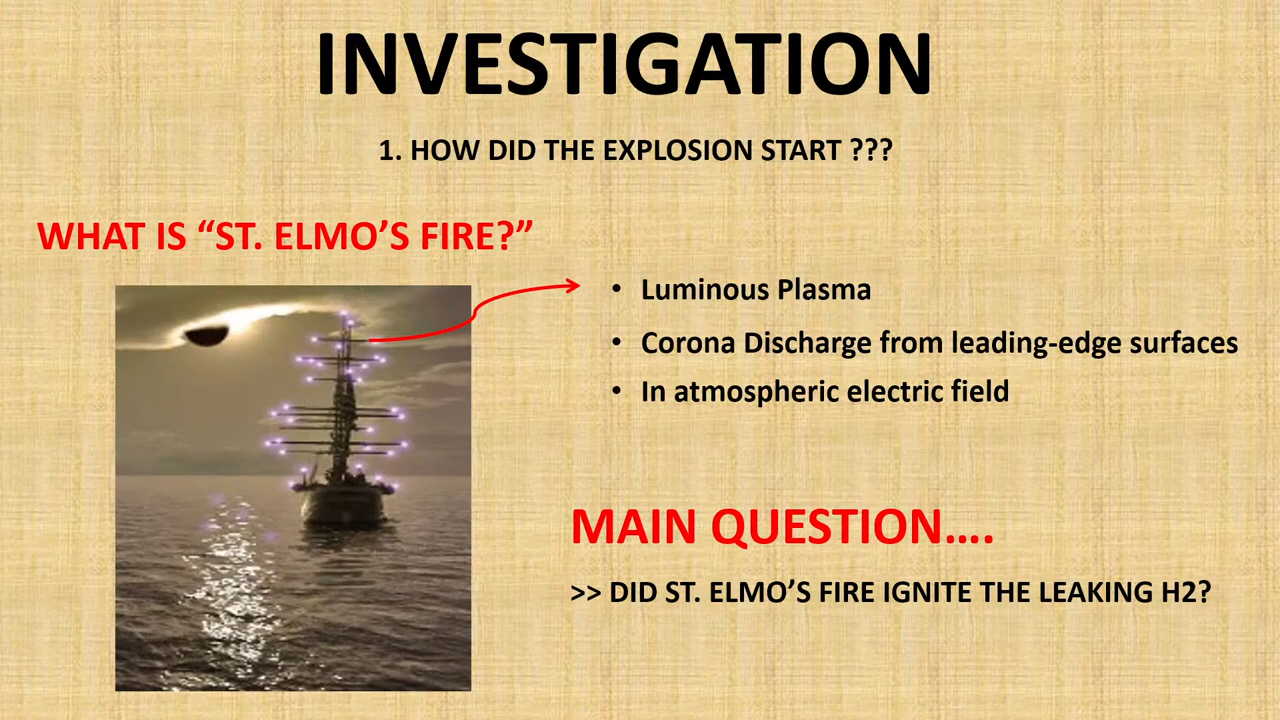 INVESTIGATION
1. HOW DID THE EXPLOSION START ???
WHAT IS “ST. ELMO’S FIRE?”
• Luminous Plasma
• Corona Discharge from leading-edge surfaces
• In atmospheric electric field
MAIN QUESTION....
>> DID ST. ELMO’S FIRE IGNITE THE LEAKING H2?